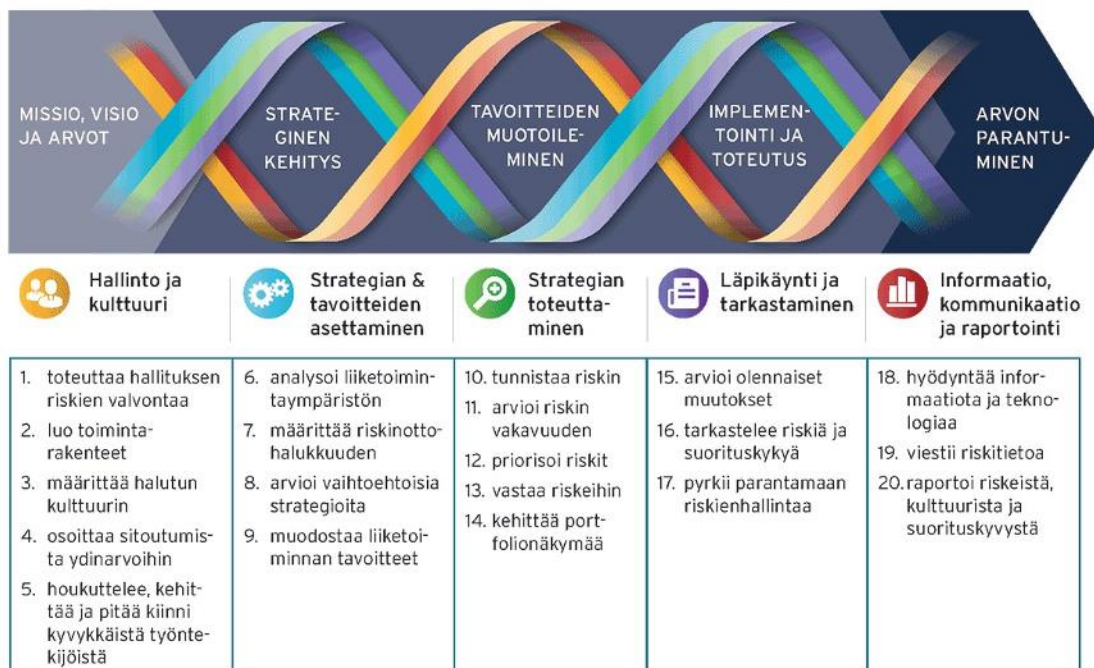 MISSIO, VISIO
JA ARVOT
STRATE-
GINEN
KEHITYS
TAVOITTEIDEN
MUOTOILE-
MINEN
IMPLEMEN-
TOINTI JA
TOTEUTUS
ARVON
PARANTU-
MINEN
Hallinto ja
kulttuuri
Strategian &
tavoitteiden
asettaminen
Strategian
toteutta-
minen
Läpikäynti ja
tarkastaminen
Informaatio,
kommunikaatio
ja raportointi
1. toteuttaa hallituksen
riskien valvontaa
2. luo toiminta-
rakenteet
3. määrittää halutun
kulttuurin
4. osoittaa sitoutumis-
ta ydinarvoihin
5. houkuttelee, kehit-
tää ja pitää kiinni
kyvykkäistä työnte-
kijöistä
6. analysoi liiketoimin-
taympäristön
7. määrittää riskinotto-
halukkuuden
8. arvioi vaihtoehtoisia
strategioita
9. muodostaa liiketoi-
minnan tavoitteet
10. tunnistaa riskin
11. arvioi riskin
vakavuuden
12. priorisoi riskit
13. vastaa riskeihin
14. kehittää port-
folionäkymää
15. arvioi olennaiset
muutokset
16. tarkastelee riskiä ja
suorituskykyä
17. pyrkii parantamaan
riskienhallintaa
18. hyödyntää infor-
maatiota ja tekno-
logiaa
19. viestii riskitietoa
20. raportoi riskeistä,
kulttuurista ja
suorituskyvystä